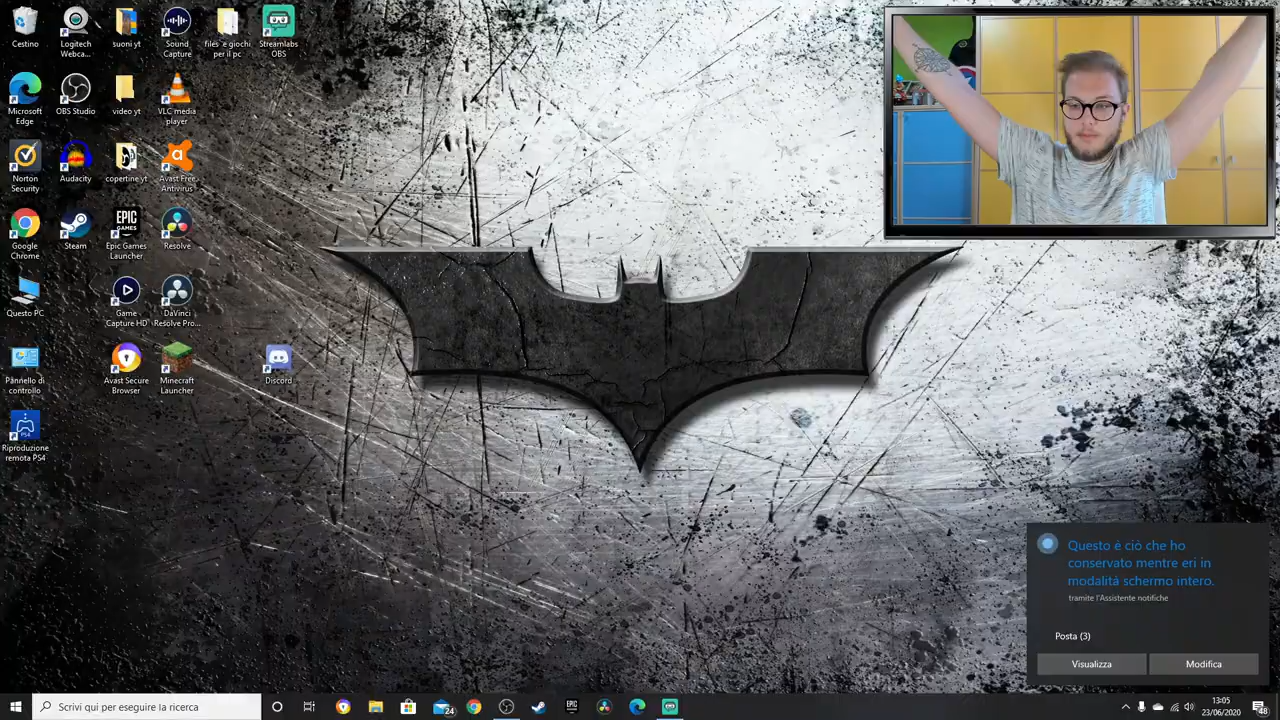 Cestino
Logitech
Webca...
suoni yt
Sound
Capture
files e giochi
per il pc
Streamlabs
OBS
Microsoft
Edge
OBS Studio
video yt
VLC media
player
Norton
Security
Audacity
copertine yt
Avast Free
Antivirus
Google
Chrome
Steam
EPIC
GAMES
Epic Games
Launcher
Resolve
Questo PC
Game
Capture HD
DaVinci
Resolve Pro...
Pannello di
controllo
Avast Secure
Browser
Minecraft
Launcher
Discord
PS4
Riproduzione
remota PS4
Questo è ciò che ho
conservato mentre eri in
modalità schermo intero.
tramite l'Assistente notifiche
Posta (3)
Visualizza
Modifica
Scrivi qui per eseguire la ricerca
24
EPIC
13:05
23/06/2020
48